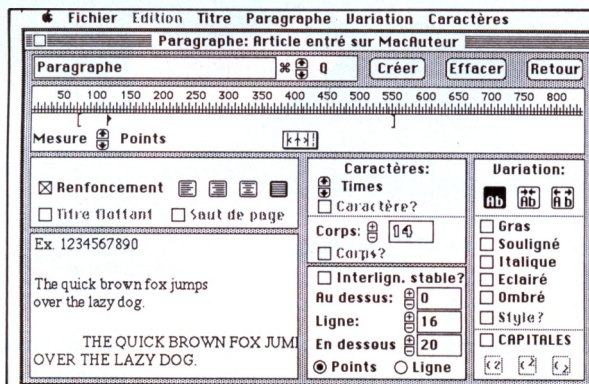 Fichier Edition Titre Paragraphe Variation Caractères
Paragraphe: Article entré sur MacAuteur
Paragraphe ⌘ Q Créer Effacer Retour
50 100 150 200 250 300 350 400 450 500 550 600 650 700 750 800
Mesure Points
Renfoncement
Titre flottant Saut de page
Ex. 1234567890
The quick brown fox jumps
over the lazy dog.
THE QUICK BROWN FOX JUM
OVER THE LAZY DOG.
Caractères:
Times
Caractère?
Corps: 14
Corps?
Interlign. stable?
Au dessus: 0
Ligne: 16
En dessous 20
Points Ligne
Variation:
Ab Ab Ab
Gras
Souligné
Italique
Eclairé
Ombré
Style?
CAPITALES